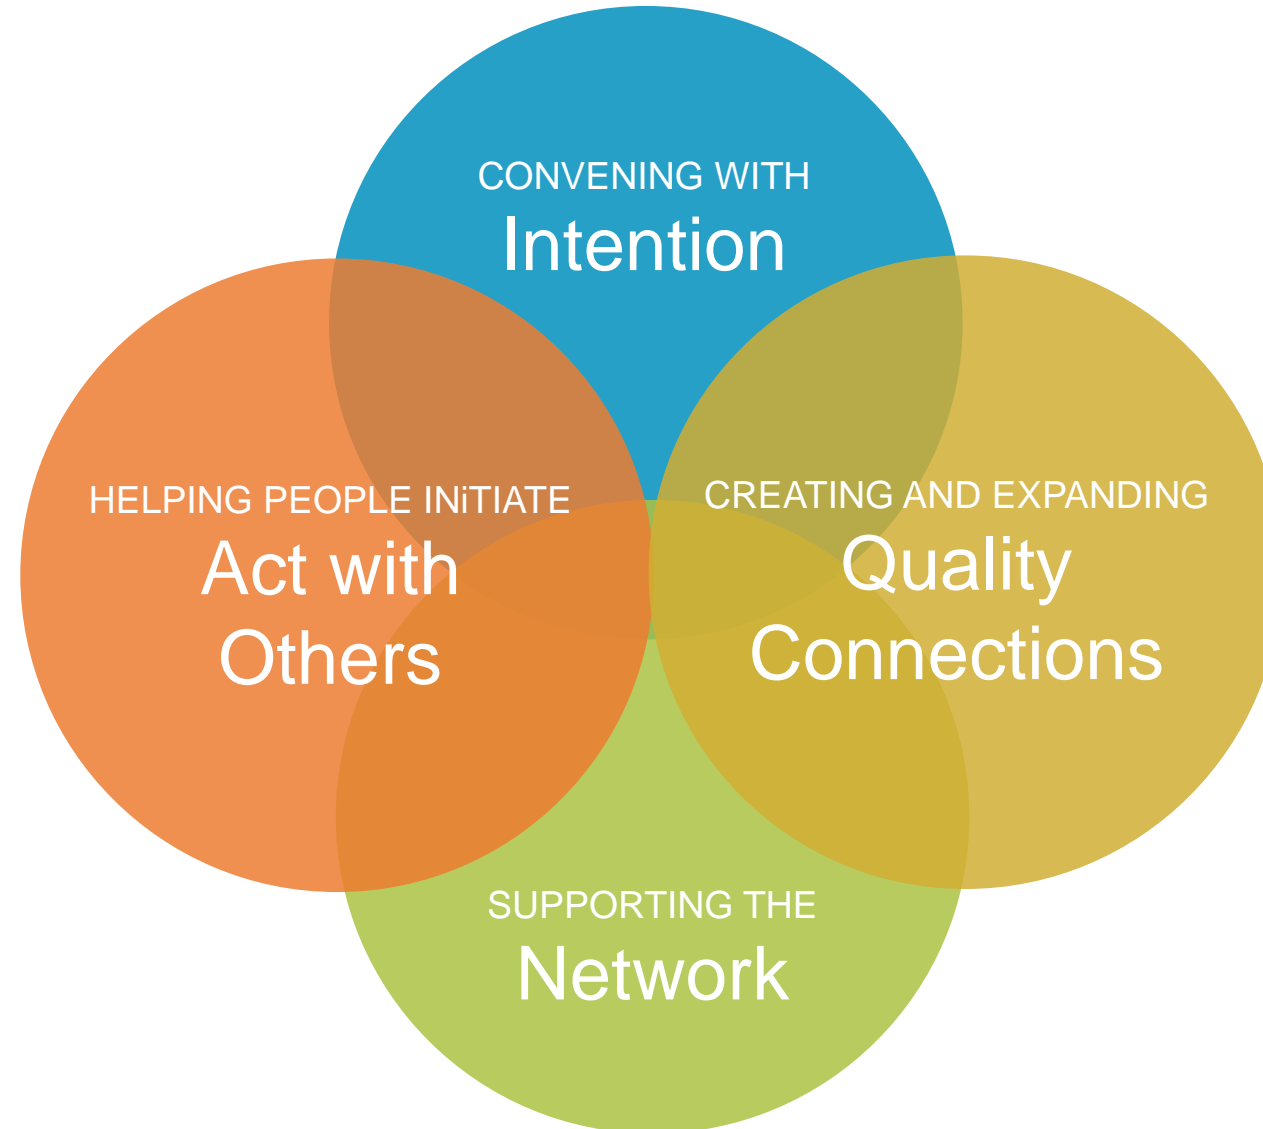 CONVENING WITH
Intention
HELPING PEOPLE INiTIATE
Act with
Others
CREATING AND EXPANDING
Quality
Connections
SUPPORTING THE
Network